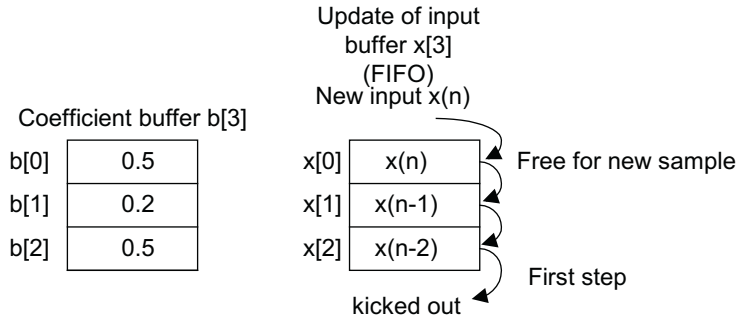 Update of input
buffer x[3]
(FIFO)
New input x(n)
Coefficient buffer b[3]
b[0] 0.5 x[0] x(n) Free for new sample
b[1] 0.2 x[1] x(n-1)
b[2] 0.5 x[2] x(n-2)
First step
kicked out